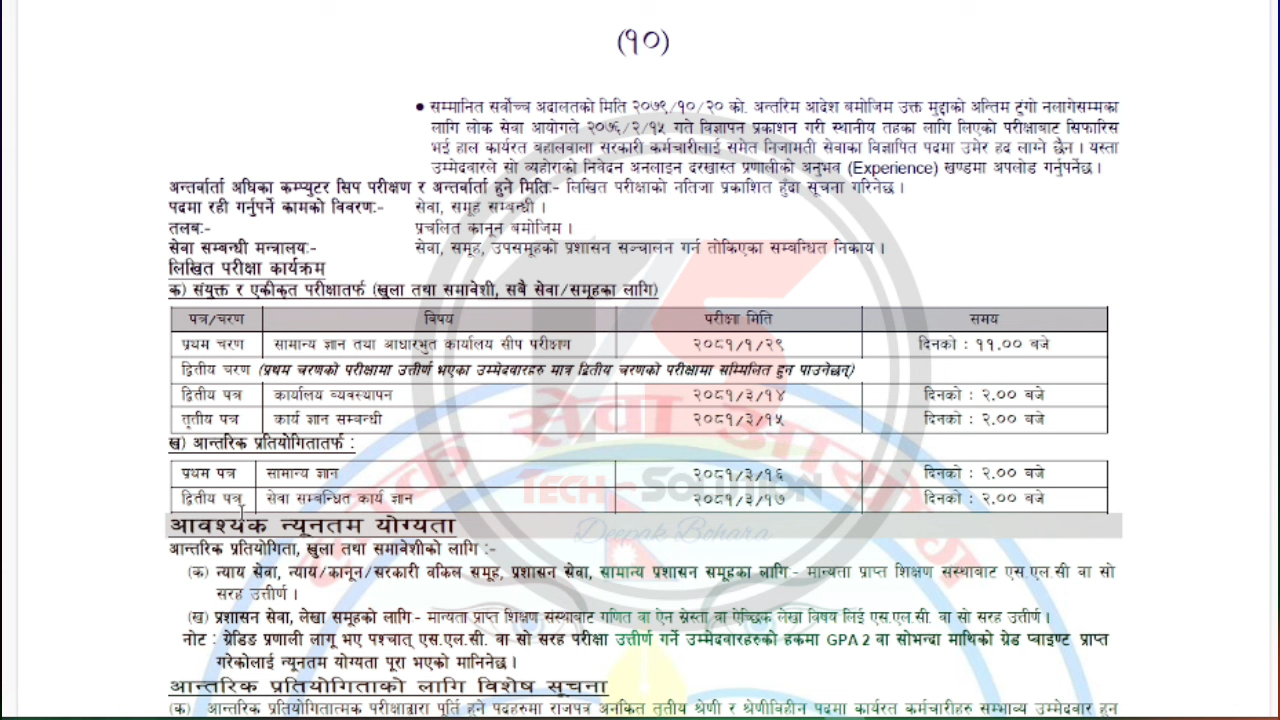 (१०)
● सम्मानित सर्वोच्च अदालतको मिति २०७९/१०/२० को. अन्तरिम आदेश बमोजिम उक्त मुद्दाको अन्तिम टुंगो नलागेसम्मका
लागि लोक सेवा आयोगले २०७६/२/१५ गते विज्ञापन प्रकाशन गरी स्थानीय तहका लागि लिएको परीक्षाबाट सिफारिस
भई हाल कार्यरत बहालवाला सरकारी कर्मचारीलाई समेत निजामती सेवाका विज्ञापित पदमा उमेर हद लाग्ने छैन । यस्ता
उम्मेदवारले सो व्यहोराको निवेदन अनलाइन दरखास्त प्रणालीको अनुभव (Experience) खण्डमा अपलोड गर्नुपर्नेछ ।
अन्तर्वार्ता अघिका कम्प्युटर सिप परीक्षण र अन्तर्वार्ता हुने मितिः- लिखित परीक्षाको नतिजा प्रकाशित हुँदा सूचना गरिनेछ ।
पदमा रही गर्नुपर्ने कामको विवरणः- सेवा, समूह सम्बन्धी ।
तलबः- प्रचलित कानून बमोजिम ।
सेवा सम्बन्धी मन्त्रालयः- सेवा, समूह, उपसमूहको प्रशासन सञ्चालन गर्न तोकिएका सम्बन्धित निकाय ।
लिखित परीक्षा कार्यक्रम
क) संयुक्त र एकीकृत परीक्षातर्फ (खुला तथा समावेशी, सबै सेवा/समूहका लागि)
पत्र/चरण विषय परीक्षा मिति समय
प्रथम चरण सामान्य ज्ञान तथा आधारभुत कार्यालय सीप परीक्षण २०८१/१/२९ दिनको : ११.०० बजे
द्वितीय चरण (प्रथम चरणको परीक्षामा उत्तीर्ण भएका उम्मेदवारहरु मात्र द्वितीय चरणको परीक्षामा सम्मिलित हुन पाउनेछन्)
द्वितीय पत्र कार्यालय व्यवस्थापन २०८१/३/१४ दिनको : २.०० बजे
तृतीय पत्र कार्य ज्ञान सम्बन्धी २०८१/३/१५ दिनको : २.०० बजे
ख) आन्तरिक प्रतियोगितातर्फ :
प्रथम पत्र सामान्य ज्ञान २०८१/३/१६ दिनको : २.०० बजे
द्वितीय पत्र सेवा सम्बन्धित कार्य ज्ञान २०८१/३/१७ दिनको : २.०० बजे
TECH-SOLUTION
Deepak Bohara
आवश्यक न्यूनतम योग्यता
आन्तरिक प्रतियोगिता, खुला तथा समावेशीको लागि :-
(क) न्याय सेवा, न्याय/कानून/सरकारी वकिल समूह, प्रशासन सेवा, सामान्य प्रशासन समूहका लागि - मान्यता प्राप्त शिक्षण संस्थाबाट एस.एल.सी वा सो
सरह उत्तीर्ण ।
(ख) प्रशासन सेवा, लेखा समूहको लागि - मान्यता प्राप्त शिक्षण संस्थाबाट गणित वा ऐन श्रेस्ता वा ऐच्छिक लेखा विषय लिई एस.एल.सी. वा सो सरह उत्तीर्ण ।
नोट : ग्रेडिङ प्रणाली लागू भए पश्चात् एस.एल.सी. वा सो सरह परीक्षा उत्तीर्ण गर्ने उम्मेदवारहरुको हकमा GPA 2 वा सोभन्दा माथिको ग्रेड प्वाइण्ट प्राप्त
गरेकोलाई न्यूनतम योग्यता पूरा भएको मानिनेछ ।
आन्तरिक प्रतियोगिताको लागि विशेष सूचना
(क) आन्तरिक प्रतियोगितात्मक परीक्षाद्वारा पूर्ति हुने पदहरुमा राजपत्र अनंकित तृतीय श्रेणी र श्रेणीविहीन पदमा कार्यरत कर्मचारीहरु सम्भाव्य उम्मेदवार हुन